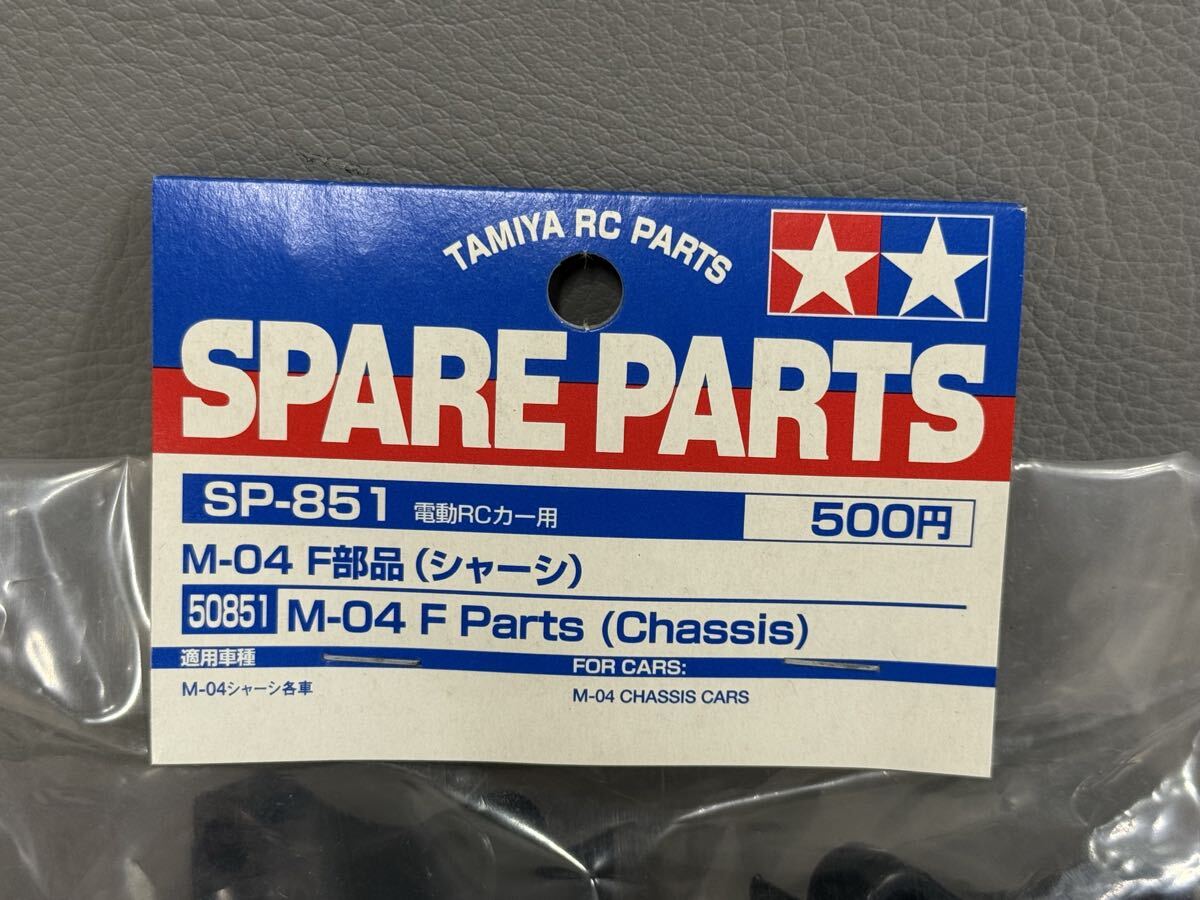 TAMIYA RC PARTS
SPARE PARTS
SP-851 電動RCカー用 500円
M-04 F部品(シャーシ)
50851 M-04 F Parts (Chassis)
適用車種 FOR CARS:
M-04シャーシ各車 M-04 CHASSIS CARS